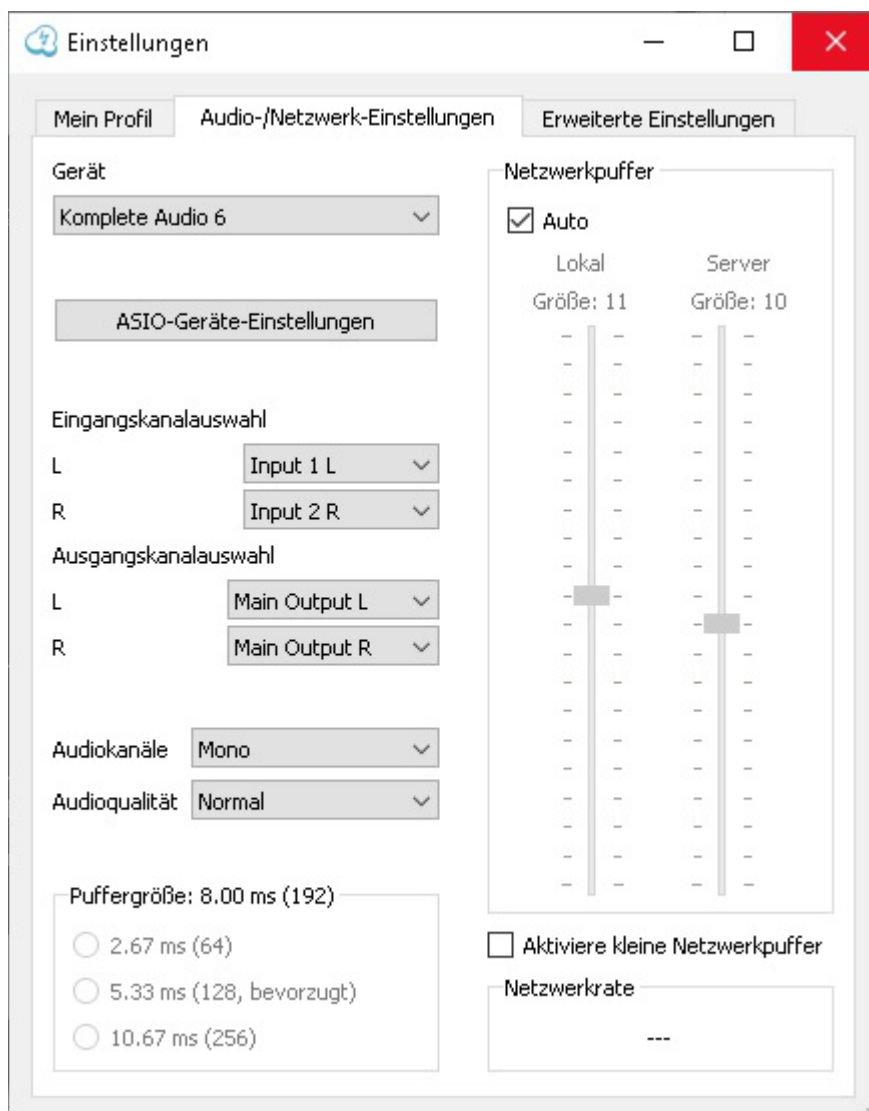 Einstellungen
Mein Profil
Audio-/Netzwerk-Einstellungen
Erweiterte Einstellungen
Gerät
Komplete Audio 6
ASIO-Geräte-Einstellungen
Eingangskanalauswahl
L
Input 1 L
R
Input 2 R
Ausgangskanalauswahl
L
Main Output L
R
Main Output R
Audiokanäle
Mono
Audioqualität
Normal
Puffergröße: 8.00 ms (192)
2.67 ms (64)
5.33 ms (128, bevorzugt)
10.67 ms (256)
Netzwerkpuffer
Auto
Lokal
Server
Größe: 11
Größe: 10
Aktiviere kleine Netzwerkpuffer
Netzwerkrate
---